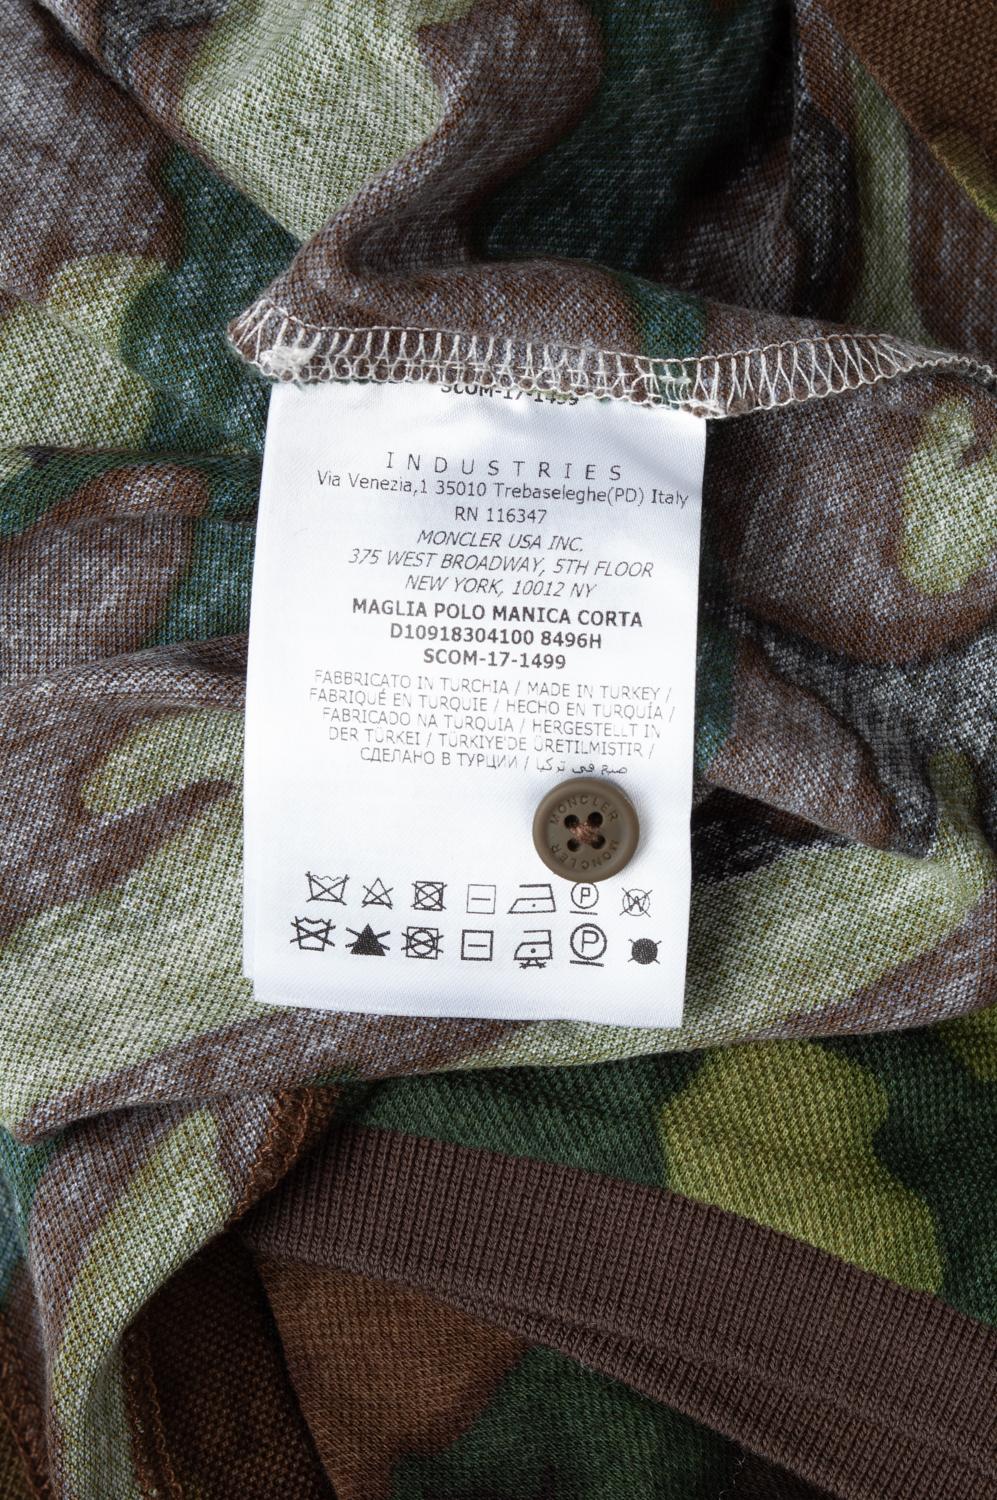 SCOM-17-1499
INDUSTRIES
Via Venezia,1 35010 Trebaseleghe(PD) Italy
RN 116347
MONCLER USA INC.
375 WEST BROADWAY, 5TH FLOOR
NEW YORK, 10012 NY
MAGLIA POLO MANICA CORTA
D10918304100 8496H
SCOM-17-1499
FABBRICATO IN TURCHIA / MADE IN TURKEY /
FABRIQUÉ EN TURQUIE / HECHO EN TURQUÍA /
FABRICADO NA TURQUIA / HERGESTELLT IN
DER TÜRKEI / TÜRKIYE'DE ÜRETILMISTIR /
СДЕЛАНО В ТУРЦИИ / صنع في تركيا
MONCLER MONCLER
P W
P